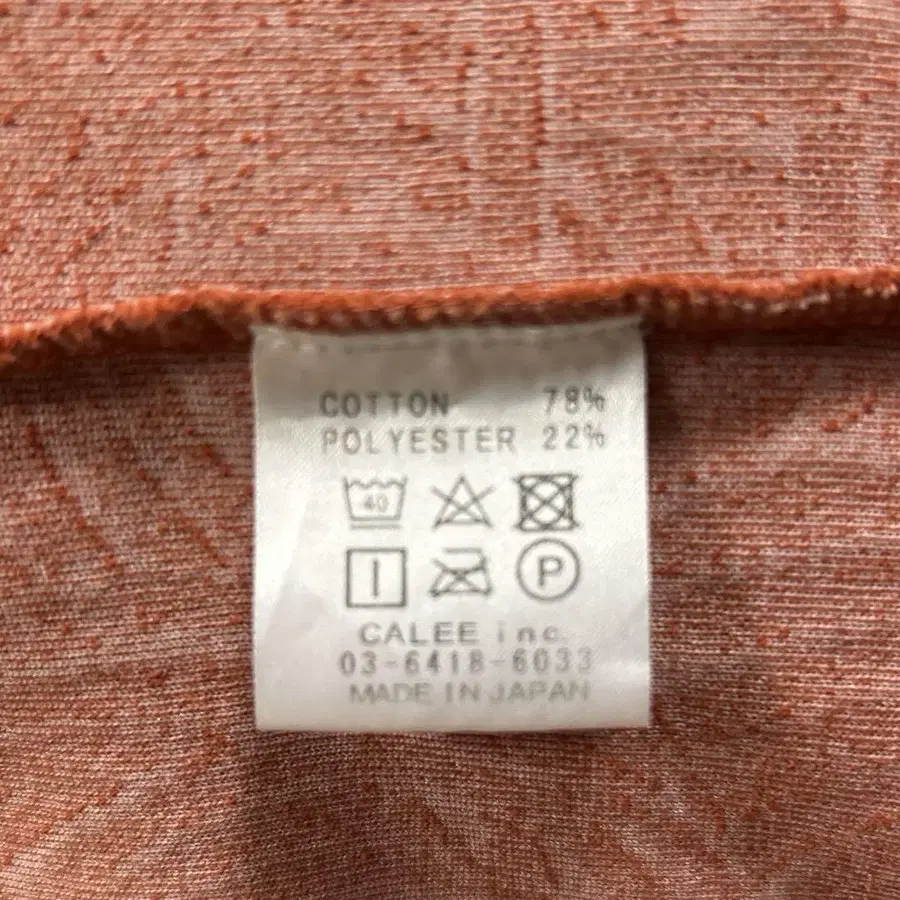 COTTON 78%
POLYESTER 22%
40
P
CALEE inc.
03-6418-6033
MADE IN JAPAN